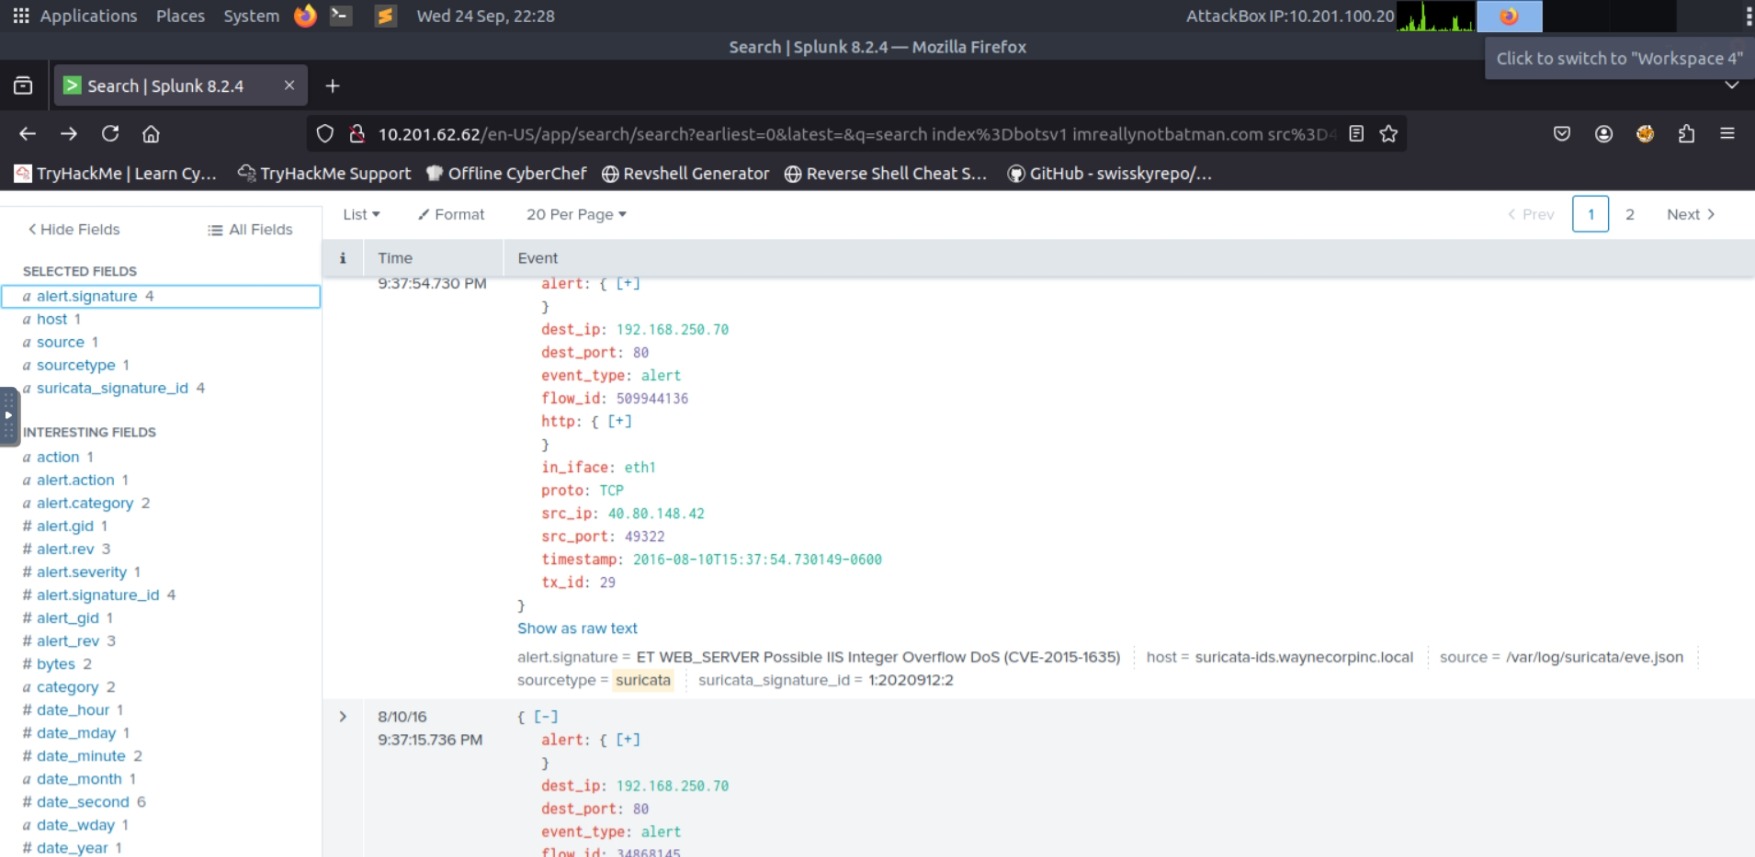 Applications Places System Wed 24 Sep, 22:28 AttackBox IP:10.201.100.20
Search | Splunk 8.2.4 — Mozilla Firefox
Click to switch to "Workspace 4"
Search | Splunk 8.2.4
10.201.62.62/en-US/app/search/search?earliest=0&latest=&q=search index%3Dbotsv1 imreallynotbatman.com src%3D4
TryHackMe | Learn Cy... TryHackMe Support Offline CyberChef Revshell Generator Reverse Shell Cheat S... GitHub - swisskyrepo/...
List Format 20 Per Page Prev 1 2 Next
Hide Fields All Fields
i Time Event
SELECTED FIELDS
a alert.signature 4
a host 1
a source 1
a sourcetype 1
a suricata_signature_id 4
INTERESTING FIELDS
a action 1
a alert.action 1
a alert.category 2
# alert.gid 1
# alert.rev 3
# alert.severity 1
# alert.signature_id 4
# alert_gid 1
# alert_rev 3
# bytes 2
a category 2
# date_hour 1
# date_mday 1
# date_minute 2
a date_month 1
# date_second 6
a date_wday 1
# date_year 1
9:37:54.730 PM
alert: { [+]
}
dest_ip: 192.168.250.70
dest_port: 80
event_type: alert
flow_id: 509944136
http: { [+]
}
in_iface: eth1
proto: TCP
src_ip: 40.80.148.42
src_port: 49322
timestamp: 2016-08-10T15:37:54.730149-0600
tx_id: 29
}
Show as raw text
alert.signature = ET WEB_SERVER Possible IIS Integer Overflow DoS (CVE-2015-1635) host = suricata-ids.waynecorpinc.local source = /var/log/suricata/eve.json
sourcetype = suricata suricata_signature_id = 1:2020912:2
8/10/16
9:37:15.736 PM
{ [-]
alert: { [+]
}
dest_ip: 192.168.250.70
dest_port: 80
event_type: alert
flow_id: 34868145